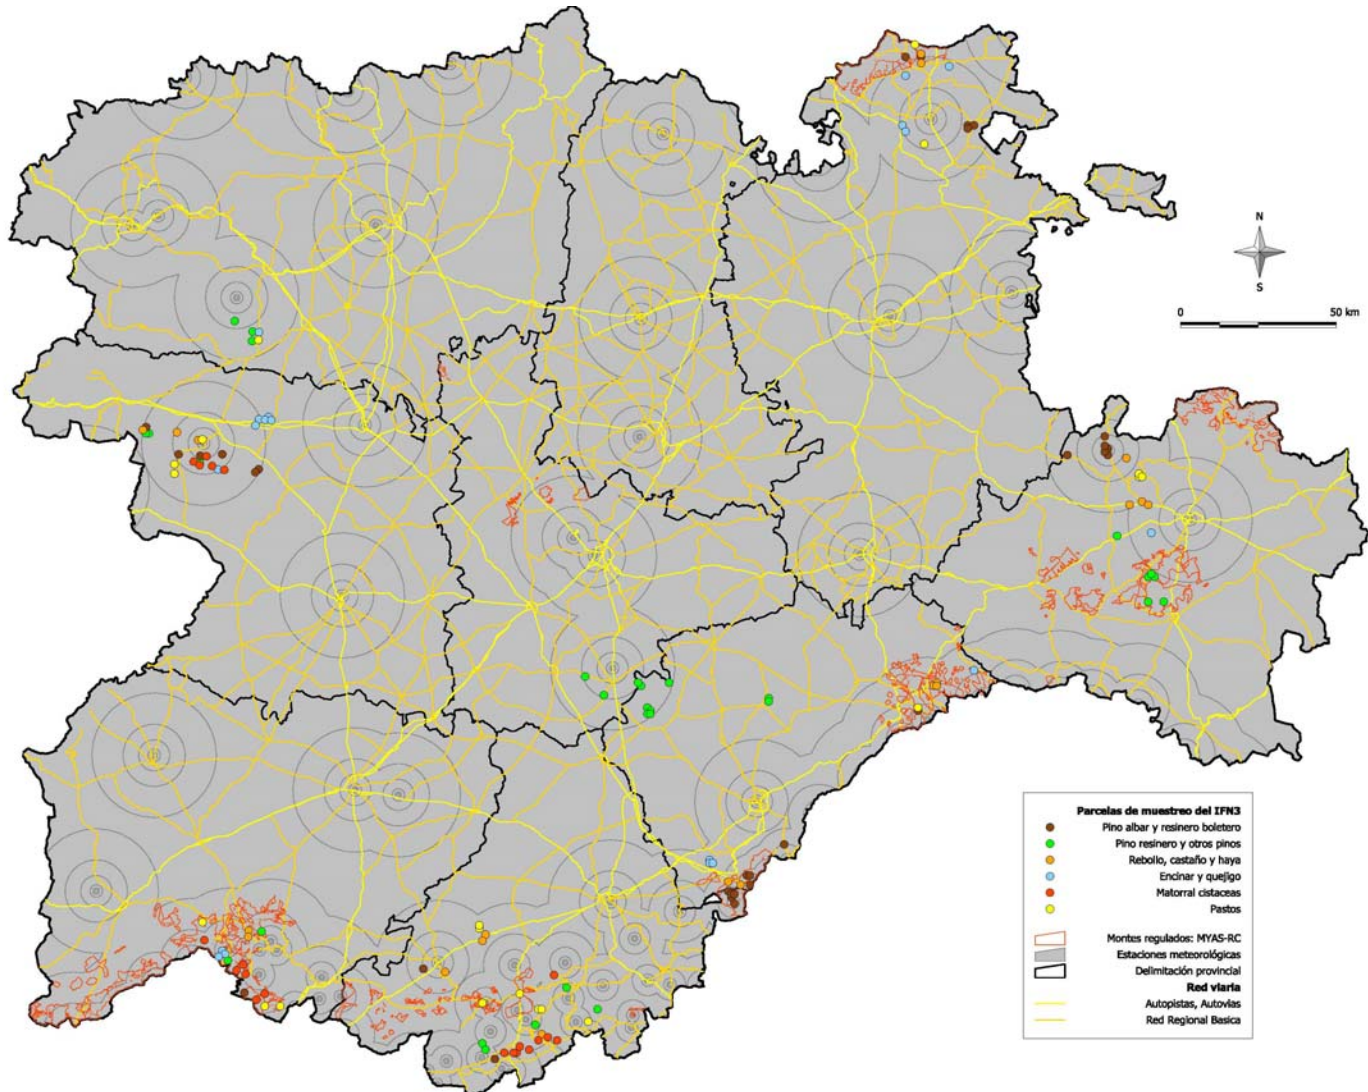 N
S
0 50 km
Parcelas de muestreo del IFN3
Pino albar y resinero boletero
Pino resinero y otros pinos
Rebollo, castaño y haya
Encinar y quejigo
Matorral cistaceas
Pastos
Montes regulados: MYAS-RC
Estaciones meteorológicas
Delimitación provincial
Red viaria
Autopistas, Autovias
Red Regional Basica